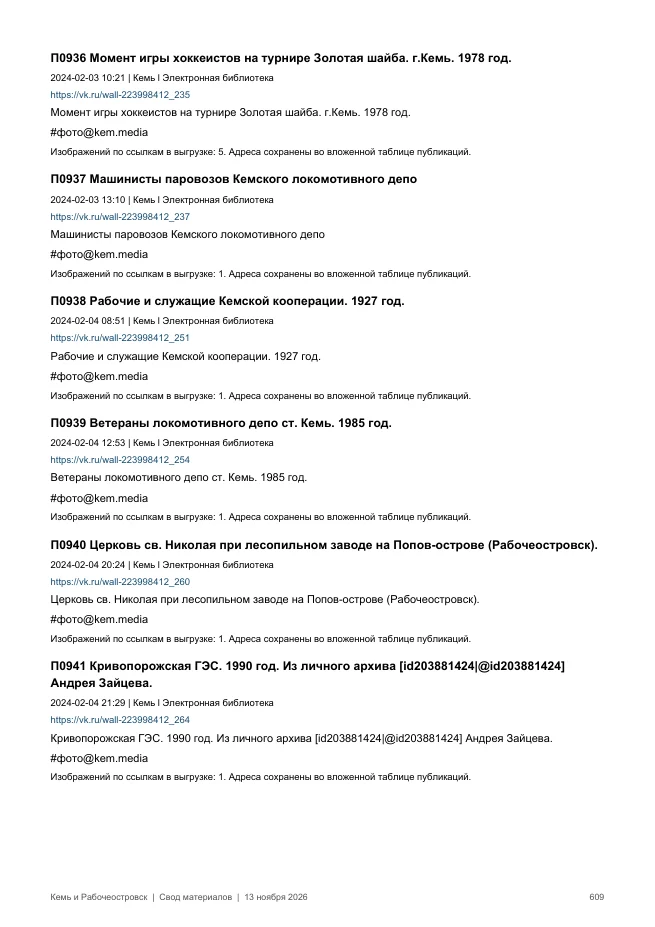 П0936 Момент игры хоккеистов на турнире Золотая шайба. г.Кемь. 1978 год.
2024-02-03 10:21 | Кемь I Электронная библиотека
https://vk.ru/wall-223998412_235
Момент игры хоккеистов на турнире Золотая шайба. г.Кемь. 1978 год.
#фото@kem.media
Изображений по ссылкам в выгрузке: 5. Адреса сохранены во вложенной таблице публикаций.
П0937 Машинисты паровозов Кемского локомотивного депо
2024-02-03 13:10 | Кемь I Электронная библиотека
https://vk.ru/wall-223998412_237
Машинисты паровозов Кемского локомотивного депо
#фото@kem.media
Изображений по ссылкам в выгрузке: 1. Адреса сохранены во вложенной таблице публикаций.
П0938 Рабочие и служащие Кемской кооперации. 1927 год.
2024-02-04 08:51 | Кемь I Электронная библиотека
https://vk.ru/wall-223998412_251
Рабочие и служащие Кемской кооперации. 1927 год.
#фото@kem.media
Изображений по ссылкам в выгрузке: 1. Адреса сохранены во вложенной таблице публикаций.
П0939 Ветераны локомотивного депо ст. Кемь. 1985 год.
2024-02-04 12:53 | Кемь I Электронная библиотека
https://vk.ru/wall-223998412_254
Ветераны локомотивного депо ст. Кемь. 1985 год.
#фото@kem.media
Изображений по ссылкам в выгрузке: 1. Адреса сохранены во вложенной таблице публикаций.
П0940 Церковь св. Николая при лесопильном заводе на Попов-острове (Рабочеостровск).
2024-02-04 20:24 | Кемь I Электронная библиотека
https://vk.ru/wall-223998412_260
Церковь св. Николая при лесопильном заводе на Попов-острове (Рабочеостровск).
#фото@kem.media
Изображений по ссылкам в выгрузке: 1. Адреса сохранены во вложенной таблице публикаций.
П0941 Кривопорожская ГЭС. 1990 год. Из личного архива [id203881424|@id203881424]
Андрея Зайцева.
2024-02-04 21:29 | Кемь I Электронная библиотека
https://vk.ru/wall-223998412_264
Кривопорожская ГЭС. 1990 год. Из личного архива [id203881424|@id203881424] Андрея Зайцева.
#фото@kem.media
Изображений по ссылкам в выгрузке: 1. Адреса сохранены во вложенной таблице публикаций.
Кемь и Рабочеостровск | Свод материалов | 13 ноября 2026
609